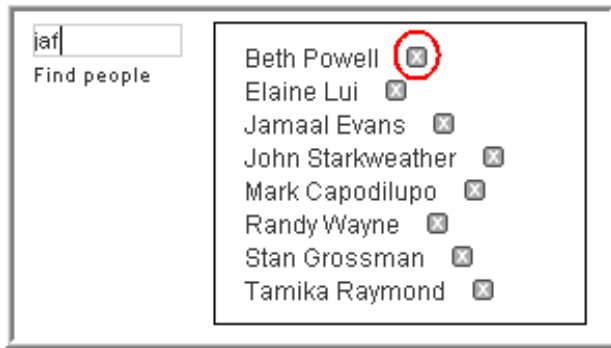 jaf
Find people
Beth Powell X
Elaine Lui X
Jamaal Evans X
John Starkweather X
Mark Capodilupo X
Randy Wayne X
Stan Grossman X
Tamika Raymond X